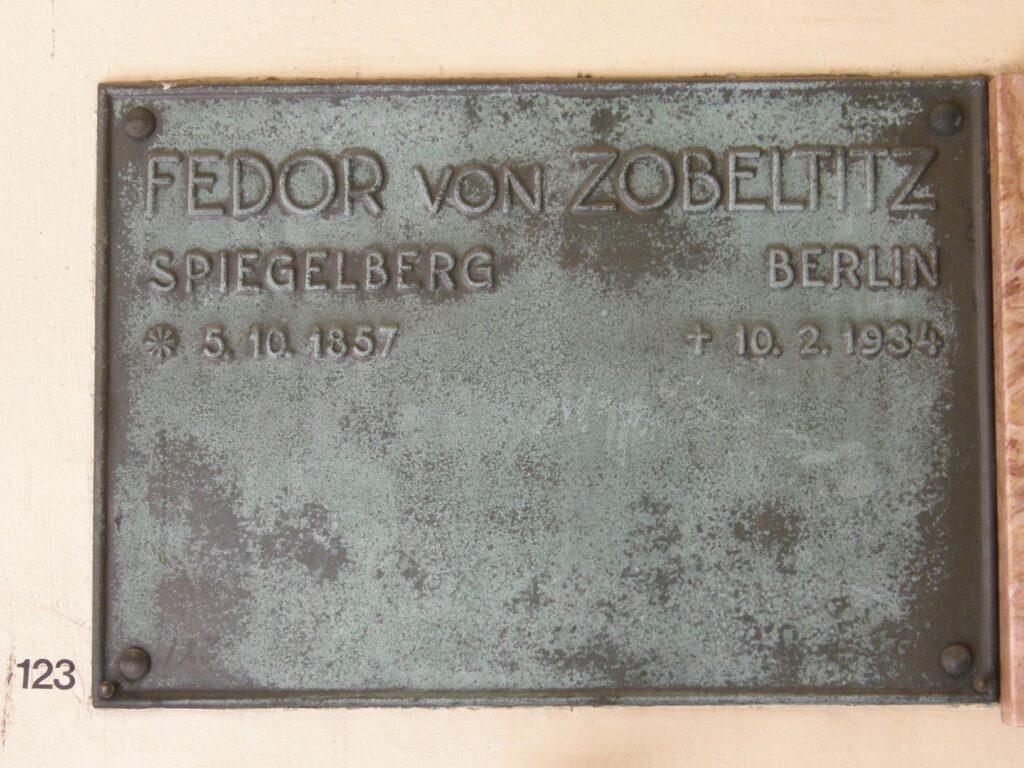 FEDOR VON ZOBELTITZ
SPIEGELBERG BERLIN
* 5. 10. 1857 † 10. 2. 1934
123